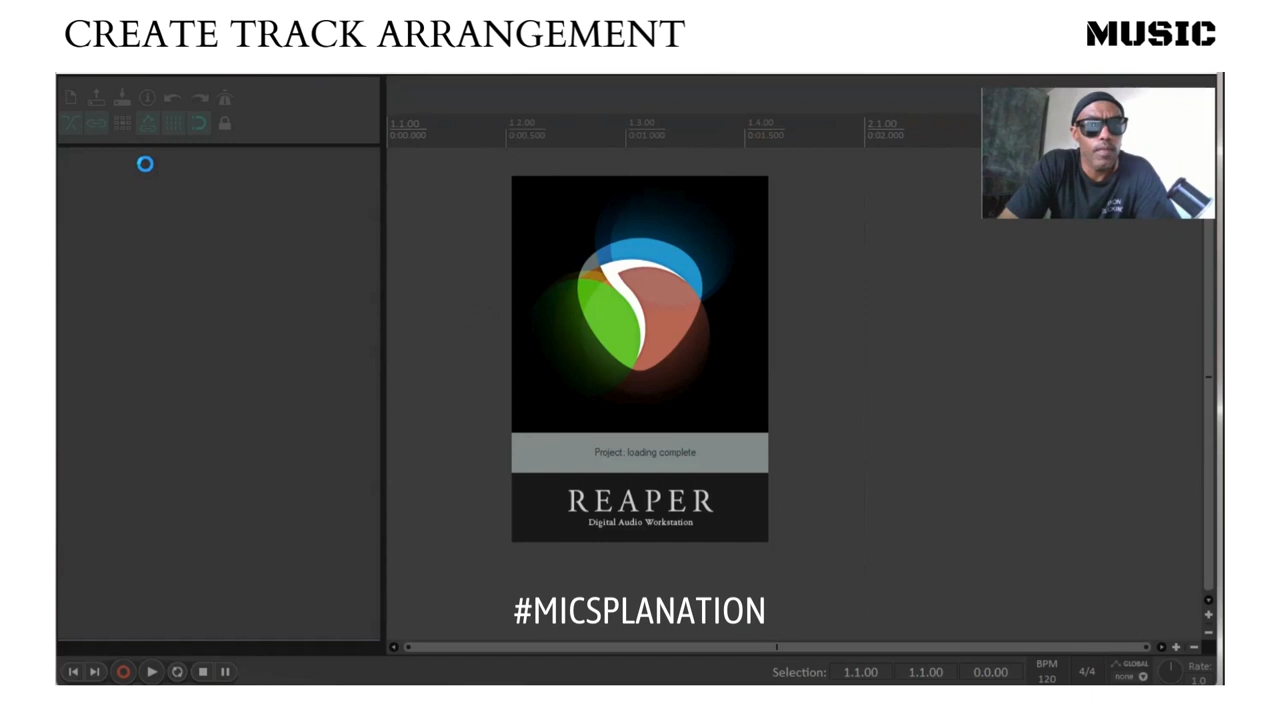 CREATE TRACK ARRANGEMENT
MUSIC
1.1.00
0:00.000
1.2.00
0:00.500
1.3.00
0:01.000
1.4.00
0:01.500
2.1.00
0:02.000
Project: loading complete
REAPER
Digital Audio Workstation
#MICSPLANATION
Selection: 1.1.00 1.1.00 0.0.00
BPM
120
4/4
GLOBAL
none
Rate:
1.0